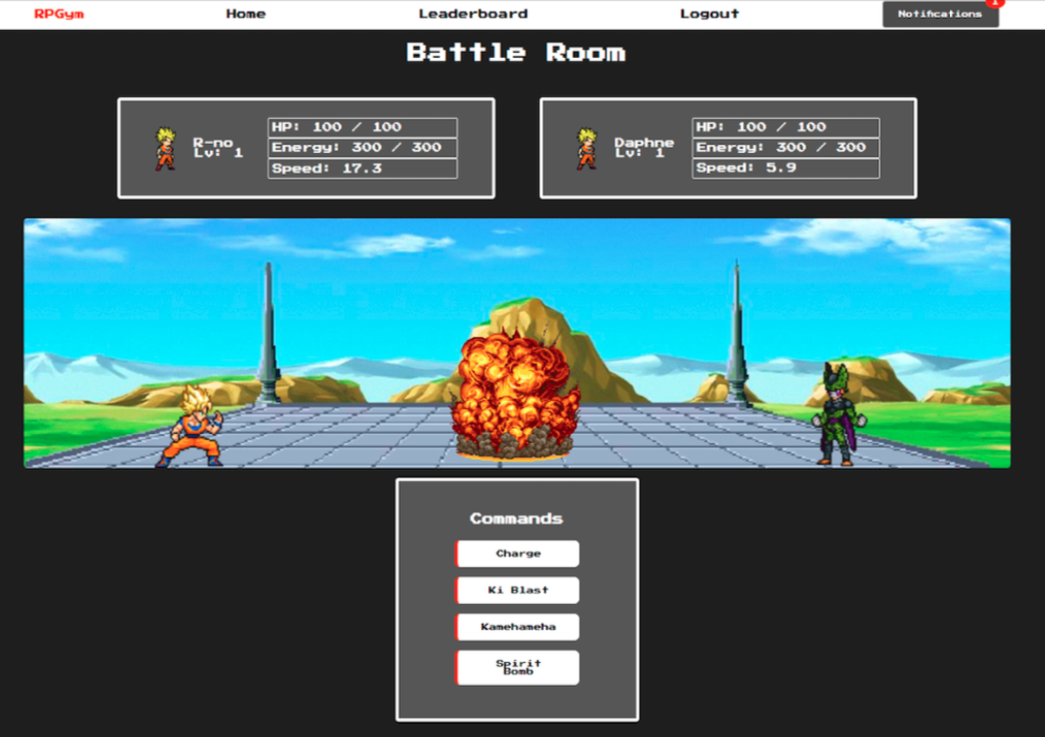 RPGym
Home
Leaderboard
Logout
Notifications
1
Battle Room
R-no
Lv: 1
HP: 100 / 100
Energy: 300 / 300
Speed: 17.3
Daphne
Lv: 1
HP: 100 / 100
Energy: 300 / 300
Speed: 5.9
Commands
Charge
Ki Blast
Kamehameha
Spirit
Bomb